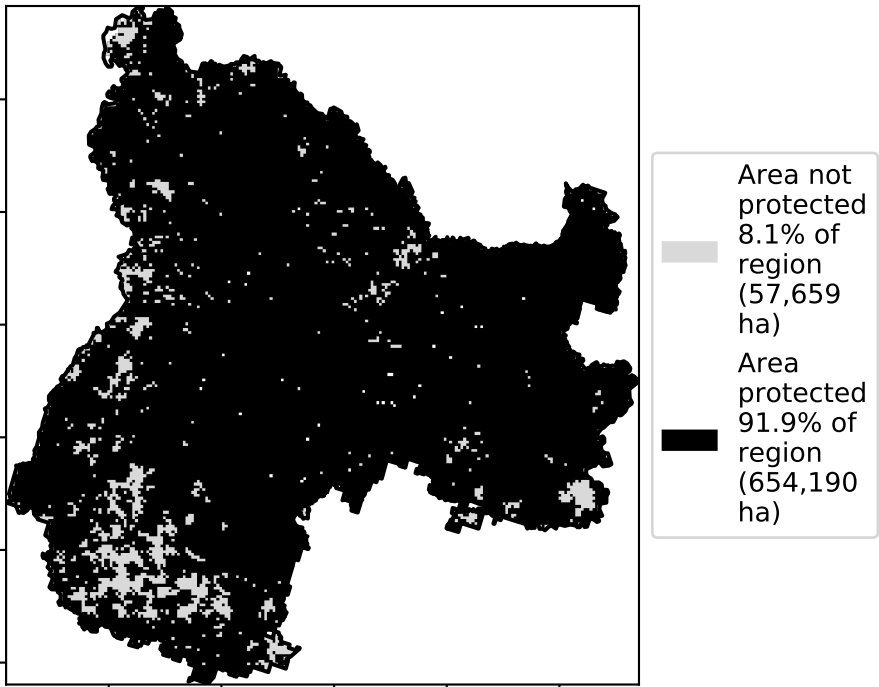 Area not
protected
8.1% of
region
(57,659
ha)
Area
protected
91.9% of
region
(654,190
ha)